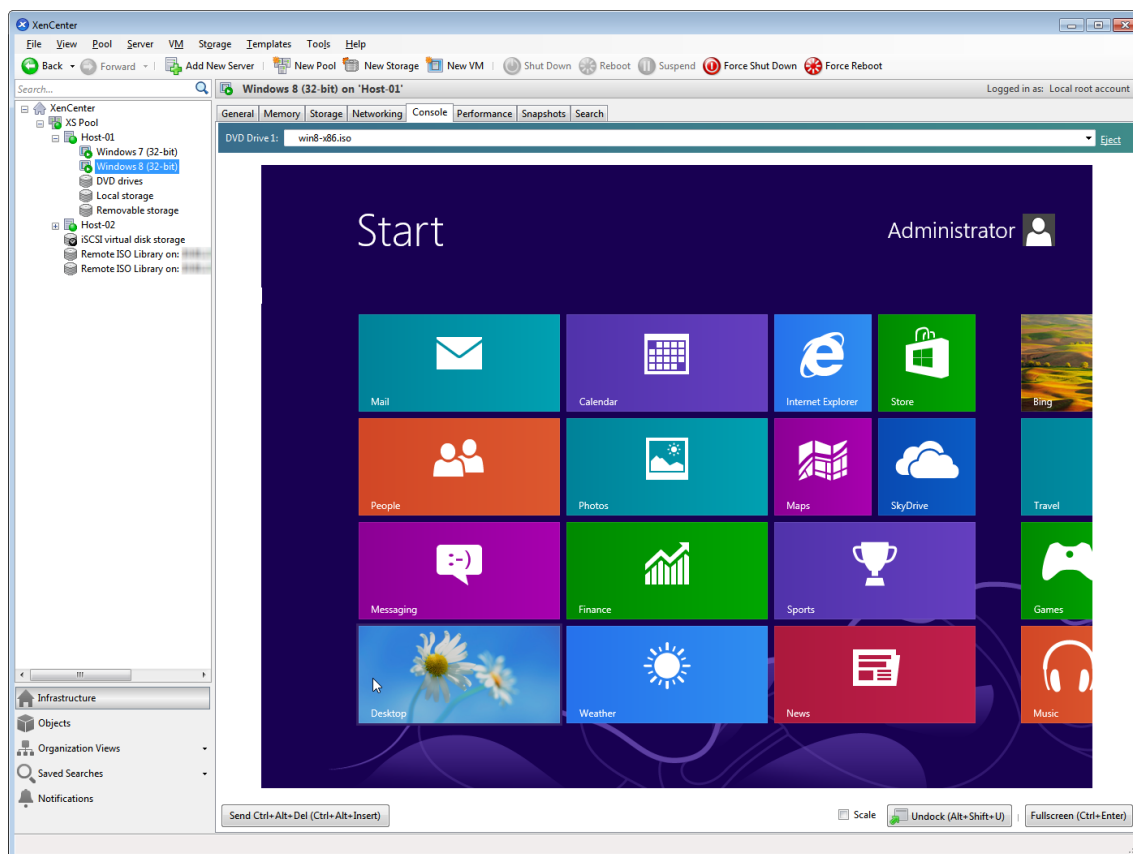 XenCenter
File View Pool Server VM Storage Templates Tools Help
Back Forward Add New Server New Pool New Storage New VM Shut Down Reboot Suspend Force Shut Down Force Reboot
Search...
Windows 8 (32-bit) on 'Host-01'
Logged in as: Local root account
XenCenter
XS Pool
Host-01
Windows 7 (32-bit)
Windows 8 (32-bit)
DVD drives
Local storage
Removable storage
Host-02
iSCSI virtual disk storage
Remote ISO Library on:
Remote ISO Library on:
Infrastructure
Objects
Organization Views
Saved Searches
Notifications
General Memory Storage Networking Console Performance Snapshots Search
DVD Drive 1: win8-x86.iso Eject
Start
Administrator
Mail Calendar Internet Explorer Store Bing
People Photos Maps SkyDrive Travel
:-)
Messaging Finance Sports Games
Desktop Weather News Music
Send Ctrl+Alt+Del (Ctrl+Alt+Insert)
Scale
Undock (Alt+Shift+U)
Fullscreen (Ctrl+Enter)